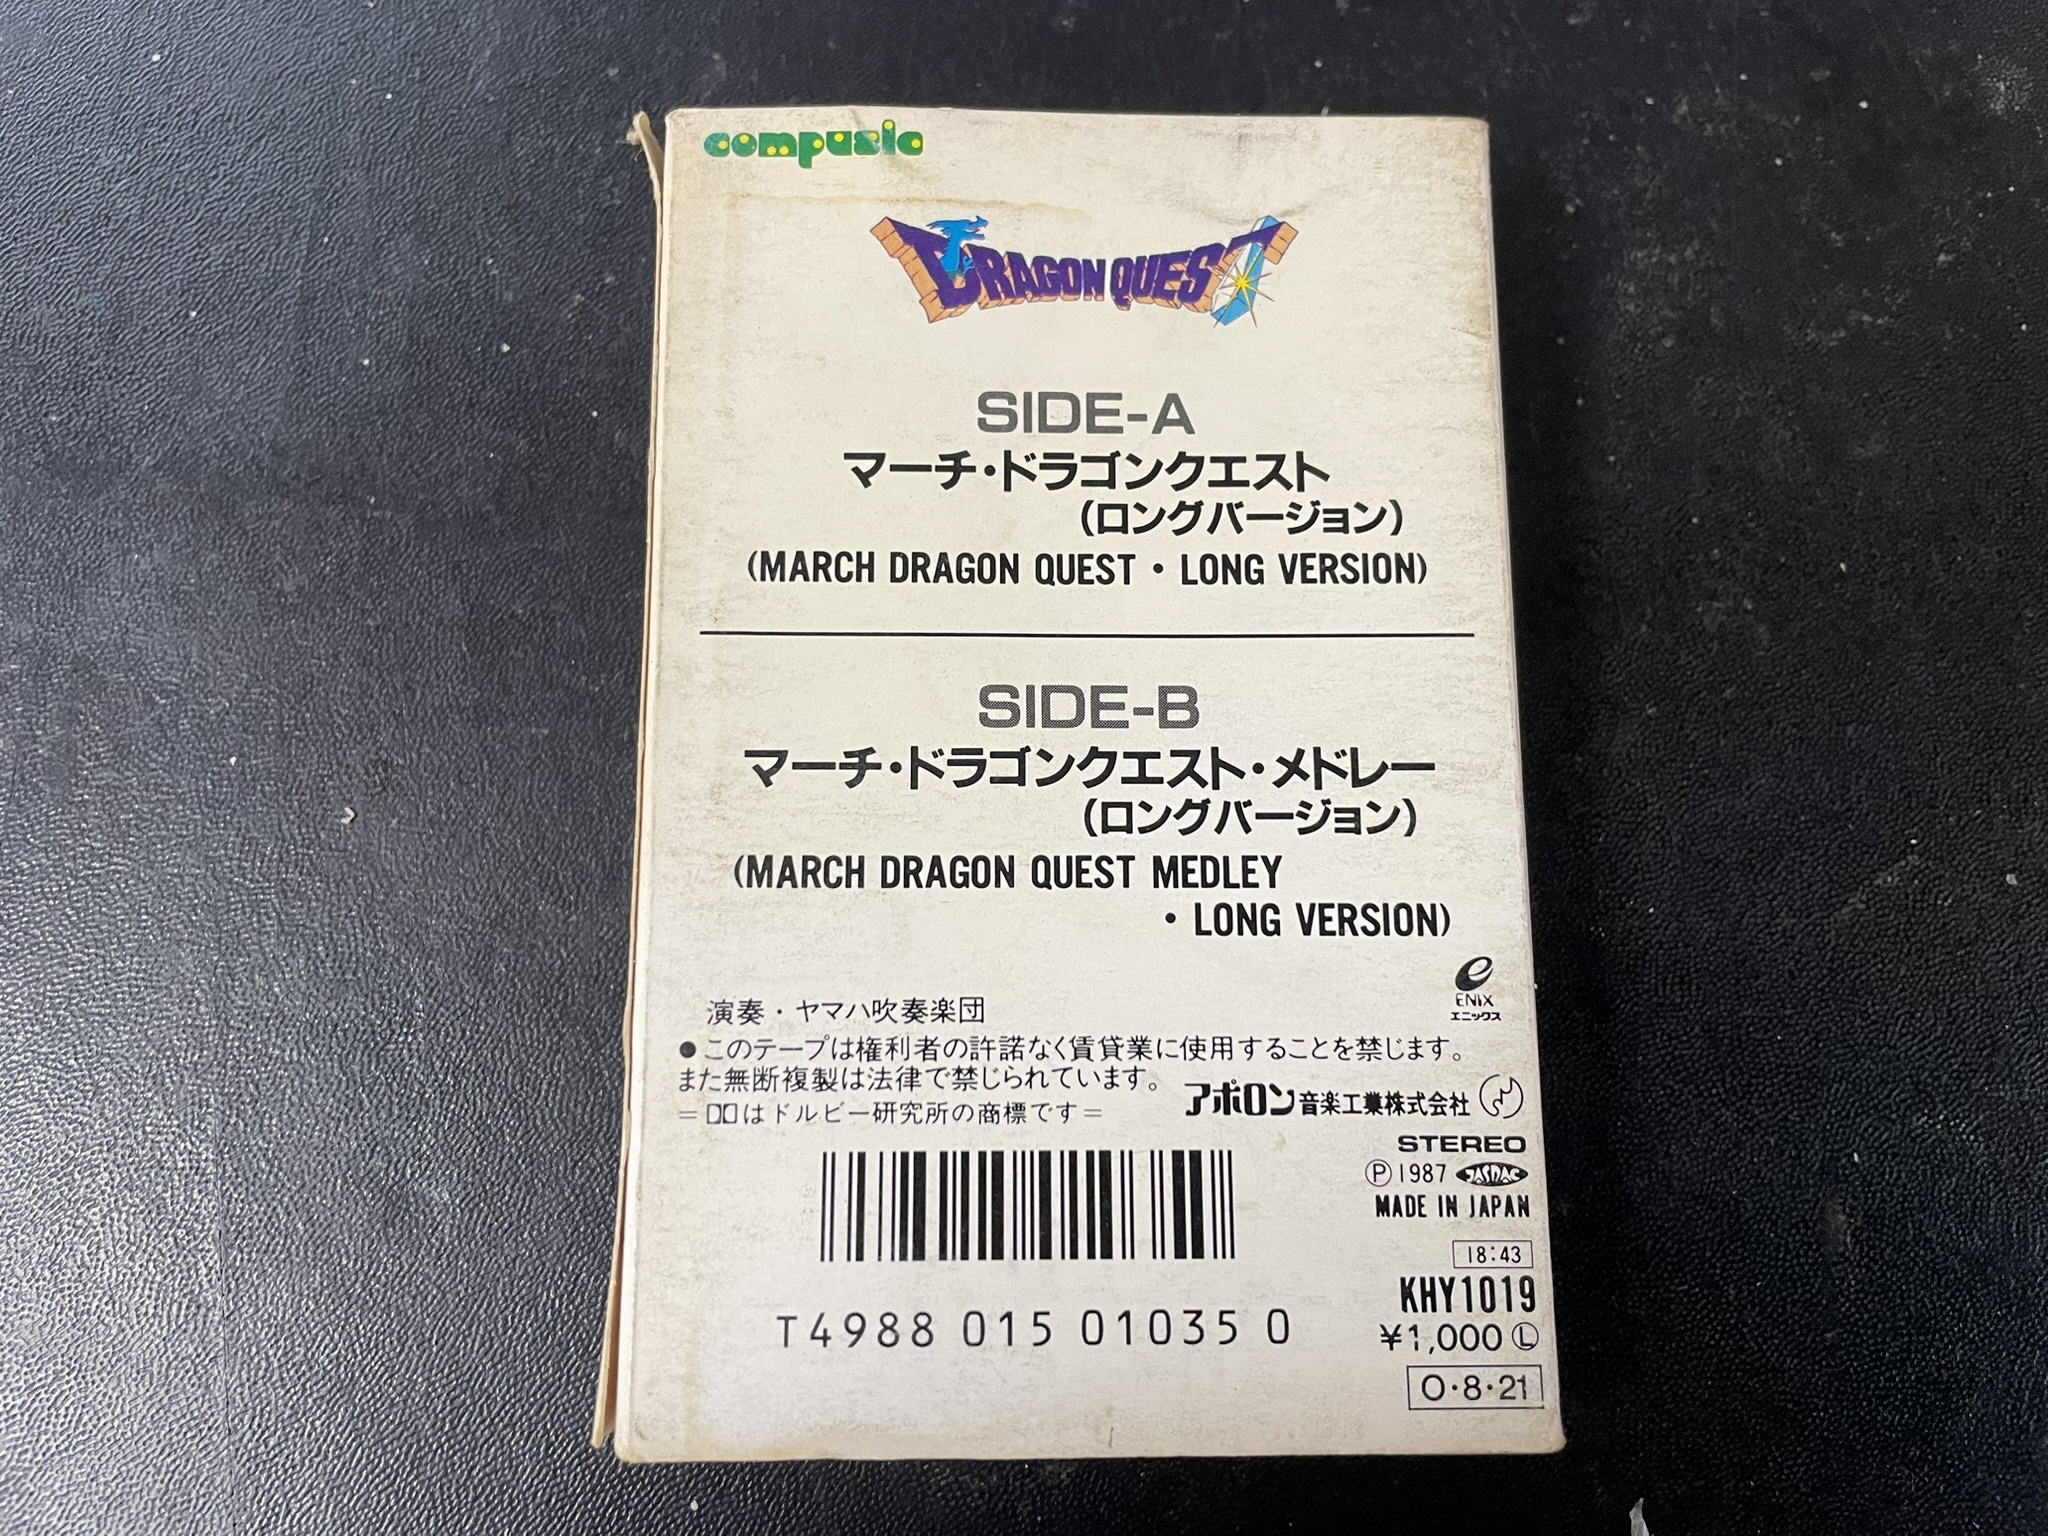 compusic
DRAGON QUEST
SIDE-A
マーチ・ドラゴンクエスト
(ロングバージョン)
(MARCH DRAGON QUEST・LONG VERSION)
SIDE-B
マーチ・ドラゴンクエスト・メドレー
(ロングバージョン)
(MARCH DRAGON QUEST MEDLEY
・LONG VERSION)
ENIX
エニックス
演奏・ヤマハ吹奏楽団
●このテープは権利者の許諾なく賃貸業に使用することを禁じます。
また無断複製は法律で禁じられています。
=□□はドルビー研究所の商標です=
アポロン音楽工業株式会社
STEREO
Ⓟ1987 JASRAC
MADE IN JAPAN
18:43
KHY1019
¥1,000Ⓛ
O・8・21
T4988 015 01035 0